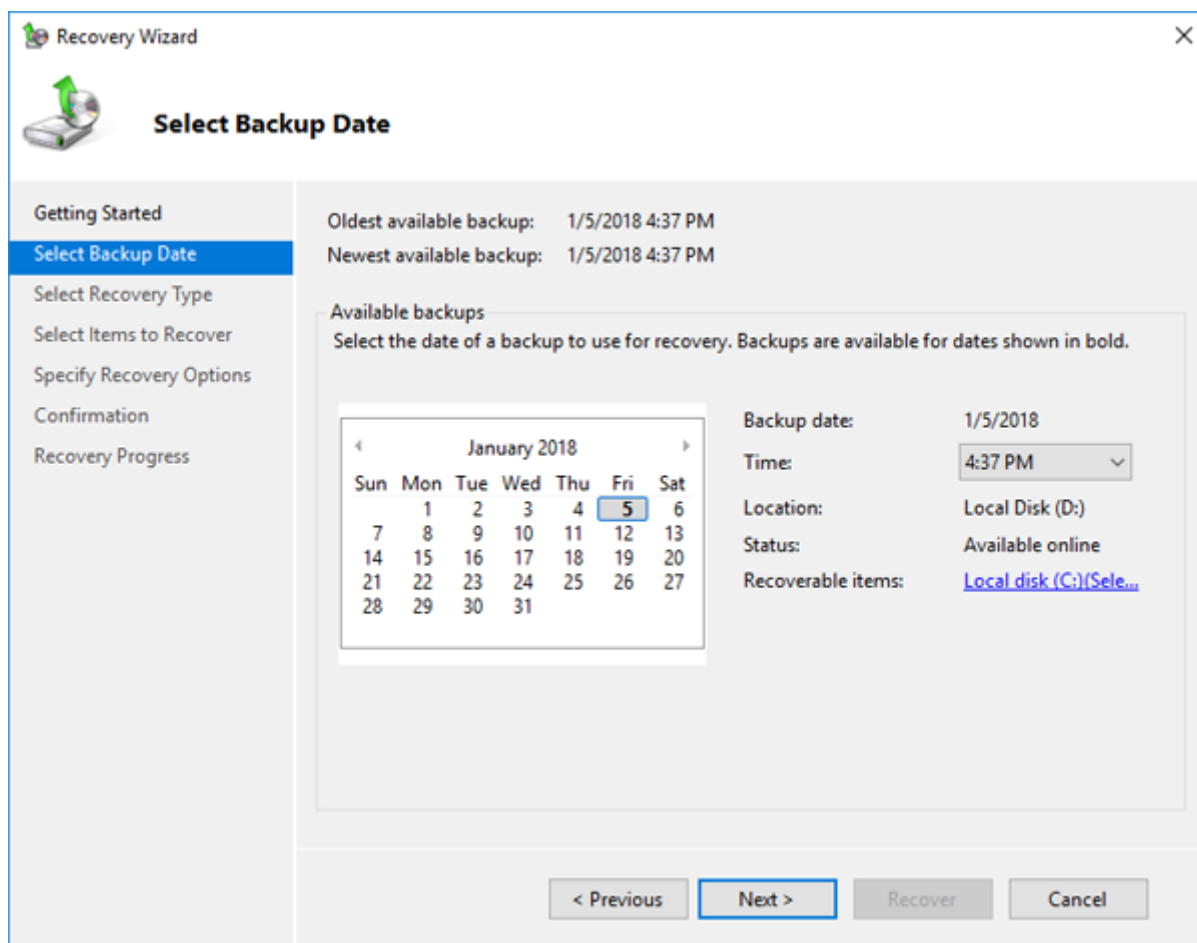 Recovery Wizard
Select Backup Date
Getting Started
Select Backup Date
Select Recovery Type
Select Items to Recover
Specify Recovery Options
Confirmation
Recovery Progress
Oldest available backup: 1/5/2018 4:37 PM
Newest available backup: 1/5/2018 4:37 PM
Available backups
Select the date of a backup to use for recovery. Backups are available for dates shown in bold.
January 2018
Sun Mon Tue Wed Thu Fri Sat
1 2 3 4 5 6
7 8 9 10 11 12 13
14 15 16 17 18 19 20
21 22 23 24 25 26 27
28 29 30 31
Backup date: 1/5/2018
Time: 4:37 PM
Location: Local Disk (D:)
Status: Available online
Recoverable items: Local disk (C:)(Sele...
< Previous Next > Recover Cancel